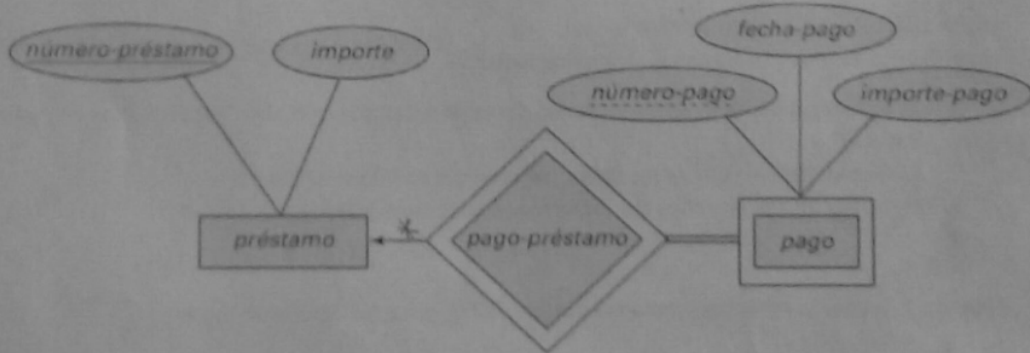 fecha-pago
número-préstamo
importe
número-pago
importe-pago
préstamo
pago-préstamo
pago